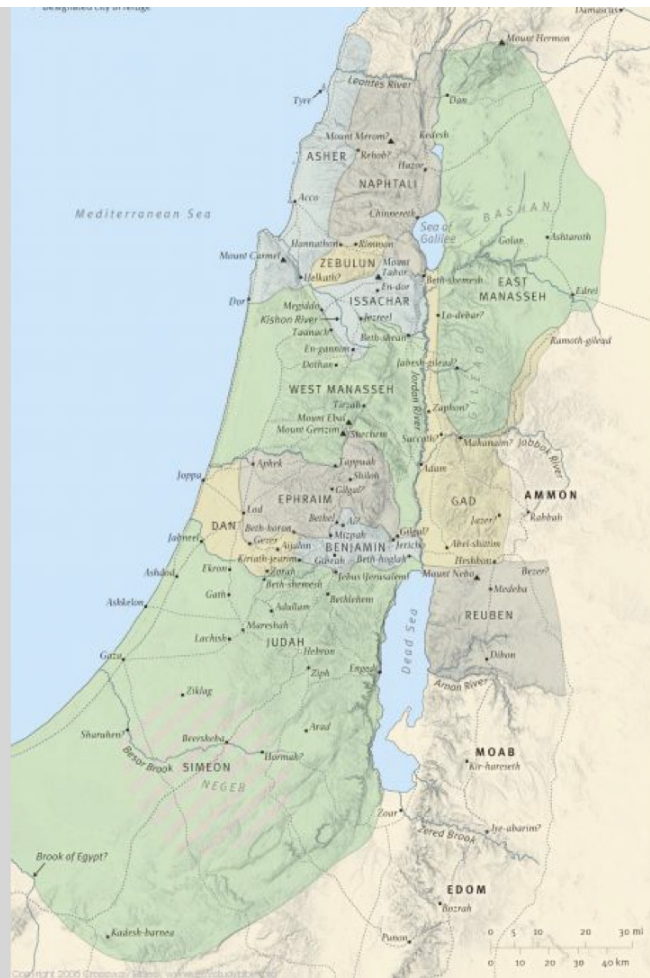 Designated city of refuge
Damascus
Mount Hermon
Leontes River
Tyre
Dan
Mount Merom?
Kedesh
ASHER
Rehob?
Hazor
NAPHTALI
Acco
Chinnereth
BASHAN
Mediterranean Sea
Sea of
Galilee
Golan
Ashtaroth
Hannathon
Rimmon
Mount Carmel
ZEBULUN
Mount
Tabor
Helkath?
En-dor
Beth-shemesh
EAST
MANASSEH
Edrei
Dor
ISSACHAR
Megiddo
Kishon River
Jezreel
Lo-debar?
Taanach
Beth-shean
Ramoth-gilead
En-gannim
Dothan
Jabesh-gilead?
GILEAD
WEST MANASSEH
Jordan River
Tirzah
Zaphon?
Mount Ebal
Mount Gerizim
Shechem
Succoth?
Mahanaim?
Jabbok River
Aphek
Tappuah
Adam
Joppa
Shiloh
EPHRAIM
Gilgal?
GAD
AMMON
Lod
Bethel
Ai?
Jazer?
Rabbah
DAN
Beth-horon
Mizpah
Gilgal?
Jabneel
Gezer
Aijalon
BENJAMIN
Jericho
Abel-shittim
Kiriath-jearim
Gibeah
Beth-hoglah
Heshbon
Ashdod
Ekron
Zorah
Jebus (Jerusalem)
Mount Nebo
Bezer?
Beth-shemesh
Medeba
Ashkelon
Gath
Bethlehem
Adullam
REUBEN
Mareshah
Lachish
JUDAH
Dead Sea
Gaza
Hebron
Dibon
Ziph
Engedi
Arnon River
Ziklag
Sharuhen?
Arad
Beersheba
MOAB
Besor Brook
Hormah?
SIMEON
Kir-hareseth
NEGEB
Zoar
Iye-abarim?
Zered Brook
Brook of Egypt?
EDOM
Bozrah
Kadesh-barnea
Punon
0 5 10 20 30 mi
0 10 20 30 40 km